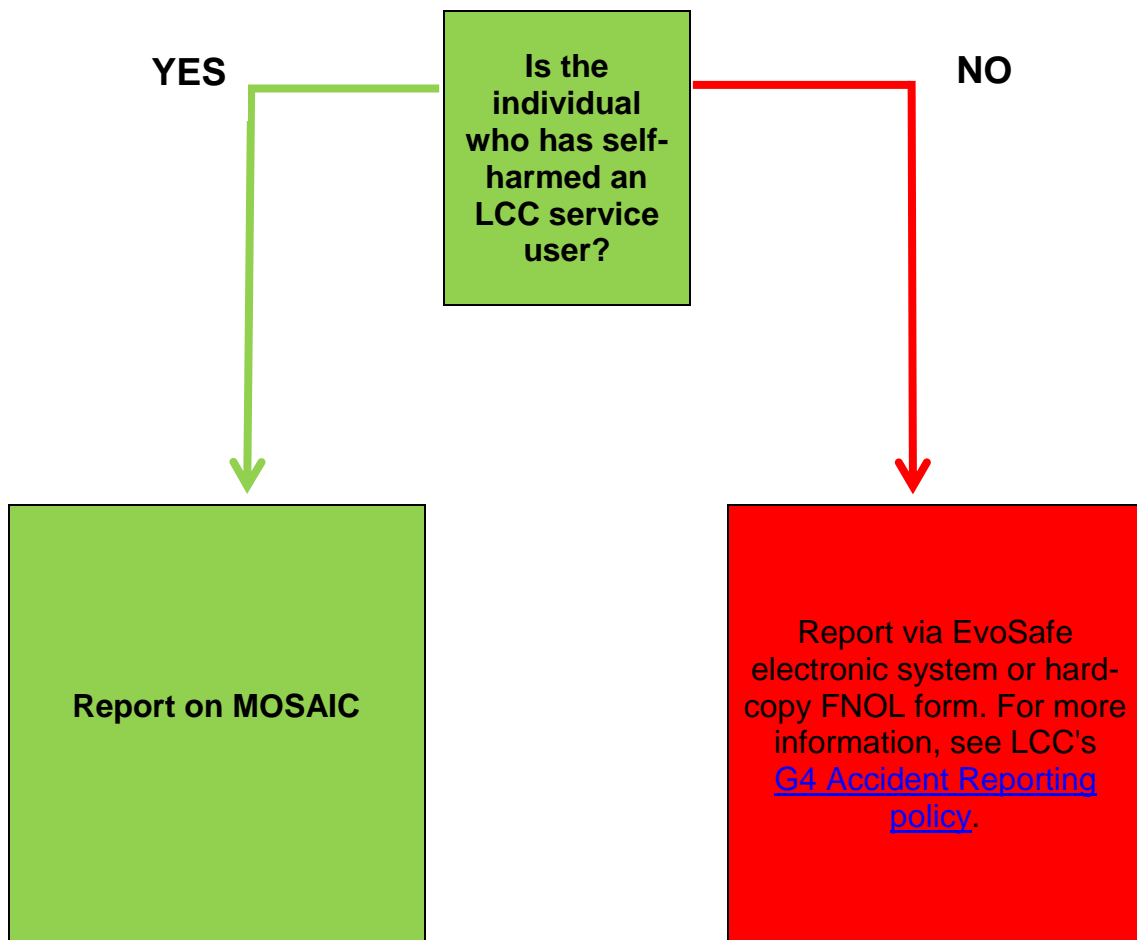 YES
Is the
individual
who has self-
harmed an
LCC service
user?
NO
Report on MOSAIC
Report via EvoSafe
electronic system or hard-
copy FNOL form. For more
information, see LCC's
G4 Accident Reporting
policy.